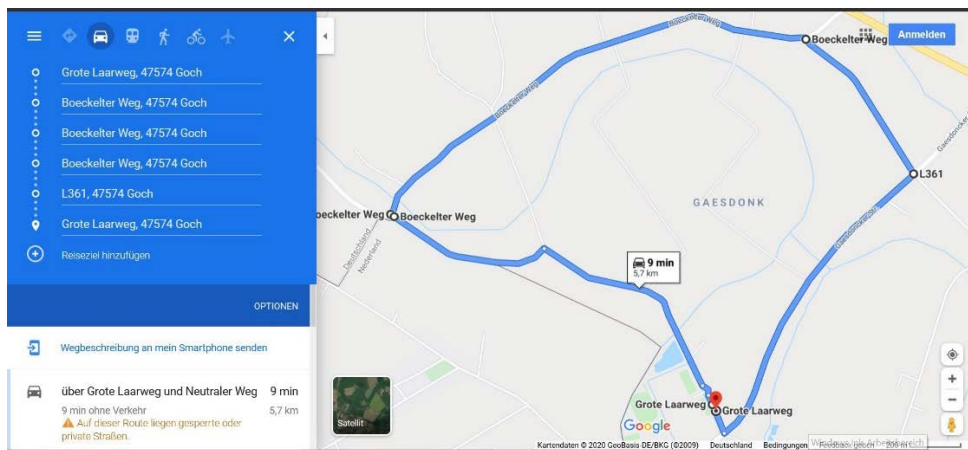 Grote Laarweg, 47574 Goch
Boeckelter Weg, 47574 Goch
Boeckelter Weg, 47574 Goch
Boeckelter Weg, 47574 Goch
L361, 47574 Goch
Grote Laarweg, 47574 Goch
Reiseziel hinzufügen
OPTIONEN
Wegbeschreibung an mein Smartphone senden
über Grote Laarweg und Neutraler Weg 9 min
9 min ohne Verkehr 5,7 km
Auf dieser Route liegen gesperrte oder
private Straßen.
Boeckelter Weg
Boeckelter Weg
Anmelden
Boeckelter Weg
L361
GAESDONK
oeckelter Weg
Boeckelter Weg
Deutschland
Nederland
9 min
5,7 km
Grote Laarweg
Grote Laarweg
Satellit
Google
Kartendaten © 2020 GeoBasis-DE/BKG (©2009) Deutschland Bedingungen